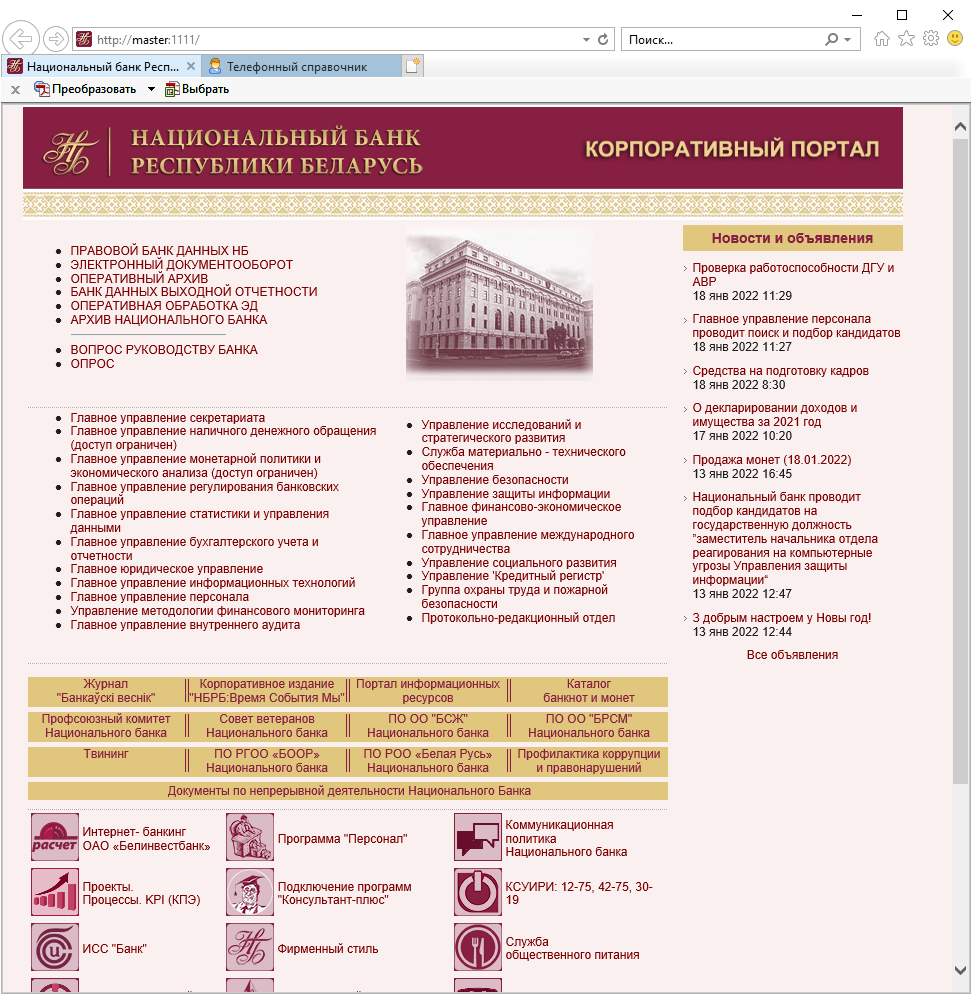 http://master:1111/
Поиск...
Национальный банк Респ...
Телефонный справочник
Преобразовать
Выбрать
НАЦИОНАЛЬНЫЙ БАНК
РЕСПУБЛИКИ БЕЛАРУСЬ
КОРПОРАТИВНЫЙ ПОРТАЛ
ПРАВОВОЙ БАНК ДАННЫХ НБ
ЭЛЕКТРОННЫЙ ДОКУМЕНТООБОРОТ
ОПЕРАТИВНЫЙ АРХИВ
БАНК ДАННЫХ ВЫХОДНОЙ ОТЧЕТНОСТИ
ОПЕРАТИВНАЯ ОБРАБОТКА ЭД
АРХИВ НАЦИОНАЛЬНОГО БАНКА
ВОПРОС РУКОВОДСТВУ БАНКА
ОПРОС
Главное управление секретариата
Главное управление наличного денежного обращения
(доступ ограничен)
Главное управление монетарной политики и
экономического анализа (доступ ограничен)
Главное управление регулирования банковских
операций
Главное управление статистики и управления
данными
Главное управление бухгалтерского учета и
отчетности
Главное юридическое управление
Главное управление информационных технологий
Главное управление персонала
Управление методологии финансового мониторинга
Главное управление внутреннего аудита
Управление исследований и
стратегического развития
Служба материально - технического
обеспечения
Управление безопасности
Управление защиты информации
Главное финансово-экономическое
управление
Главное управление международного
сотрудничества
Управление социального развития
Управление 'Кредитный регистр'
Группа охраны труда и пожарной
безопасности
Протокольно-редакционный отдел
Новости и объявления
Проверка работоспособности ДГУ и
АВР
18 янв 2022 11:29
Главное управление персонала
проводит поиск и подбор кандидатов
18 янв 2022 11:27
Средства на подготовку кадров
18 янв 2022 8:30
О декларировании доходов и
имущества за 2021 год
17 янв 2022 10:20
Продажа монет (18.01.2022)
13 янв 2022 16:45
Национальный банк проводит
подбор кандидатов на
государственную должность
"заместитель начальника отдела
реагирования на компьютерные
угрозы Управления защиты
информации“
13 янв 2022 12:47
З добрым настроем у Новы год!
13 янв 2022 12:44
Все объявления
Журнал
"Банкаўскі веснік"
Корпоративное издание
"НБРБ:Время События Мы"
Портал информационных
ресурсов
Каталог
банкнот и монет
Профсоюзный комитет
Национального банка
Совет ветеранов
Национального банка
ПО ОО "БСЖ"
Национального банка
ПО ОО "БРСМ"
Национального банка
Твининг
ПО РГОО «БООР»
Национального банка
ПО РОО «Белая Русь»
Национального банка
Профилактика коррупции
и правонарушений
Документы по непрерывной деятельности Национального Банка
расчет
Интернет- банкинг
ОАО «Белинвестбанк»
Программа "Персонал"
Коммуникационная
политика
Национального банка
Проекты.
Процессы. KPI (КПЭ)
Подключение программ
"Консультант-плюс"
КСУИРИ: 12-75, 42-75, 30-
19
ИСС "Банк"
Фирменный стиль
Служба
общественного питания